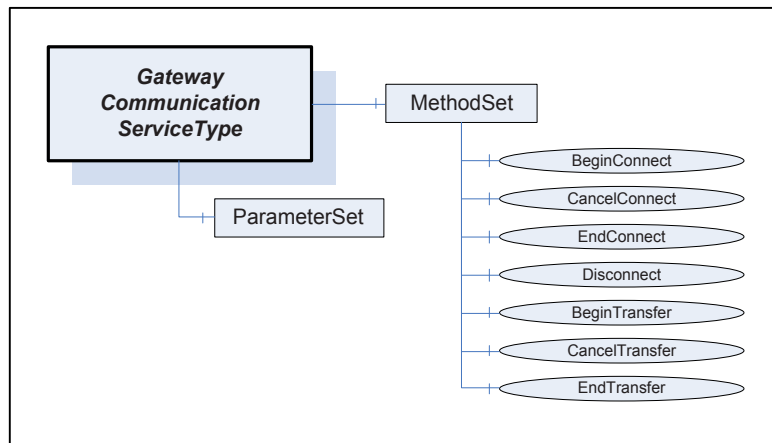 Gateway
Communication
ServiceType
MethodSet
BeginConnect
CancelConnect
ParameterSet
EndConnect
Disconnect
BeginTransfer
CancelTransfer
EndTransfer